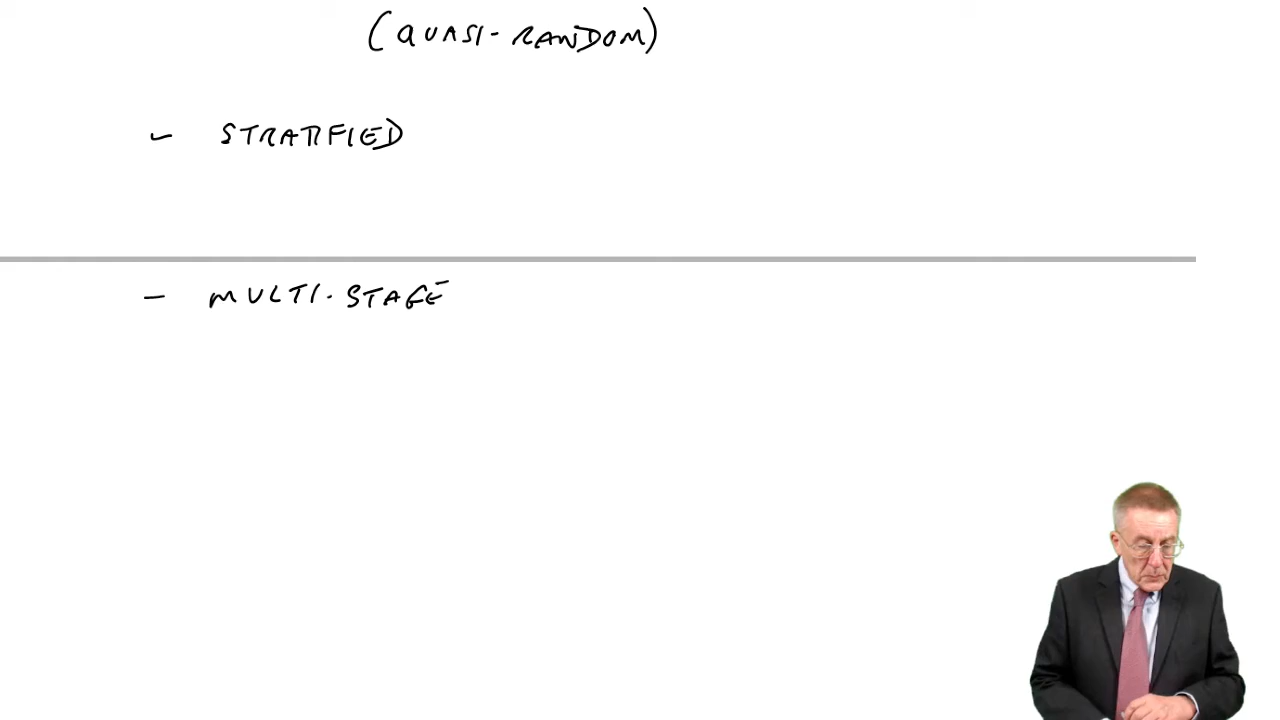 (QUASI-RANDOM)
- STRATIFIED
- MULTI-STAGE